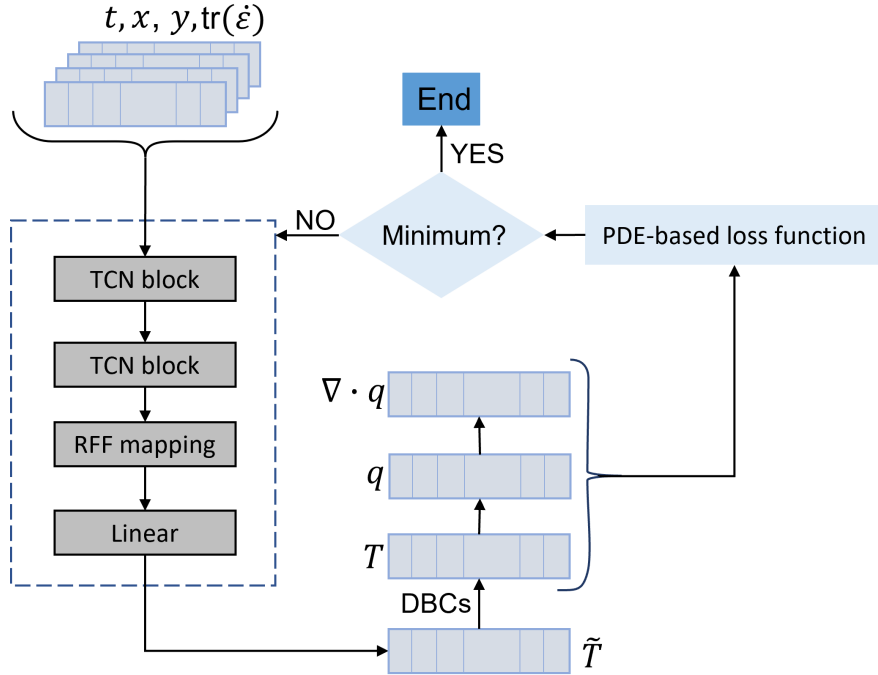 t, x, y, tr(ε̇)
End
YES
NO
Minimum?
PDE-based loss function
TCN block
TCN block
RFF mapping
Linear
∇ · q
q
T
DBCs
T̃